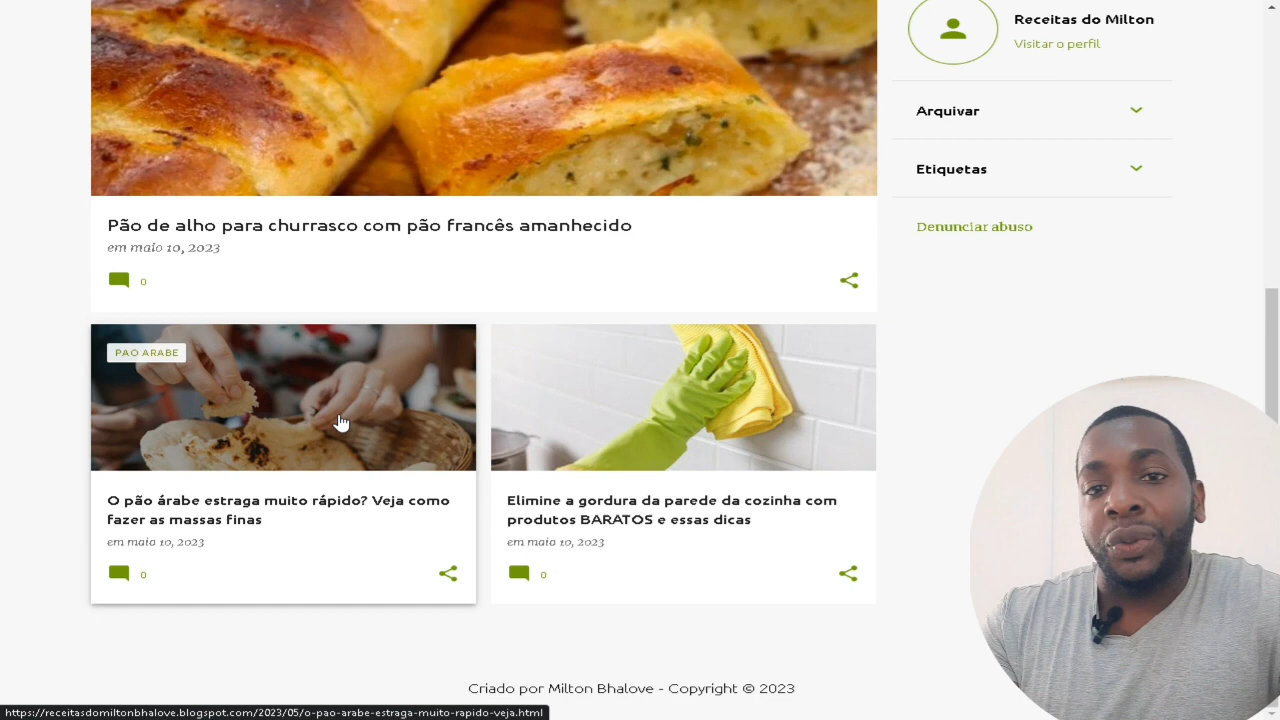 Receitas do Milton
Visitar o perfil
Arquivar
Etiquetas
Denunciar abuso
Pão de alho para churrasco com pão francês amanhecido
em maio 10, 2023
0
PAO ARABE
O pão árabe estraga muito rápido? Veja como
fazer as massas finas
em maio 10, 2023
0
Elimine a gordura da parede da cozinha com
produtos BARATOS e essas dicas
em maio 10, 2023
0
Criado por Milton Bhalove - Copyright © 2023
https://receitasdomiltonbhalove.blogspot.com/2023/05/o-pao-arabe-estraga-muito-rapido-veja.html